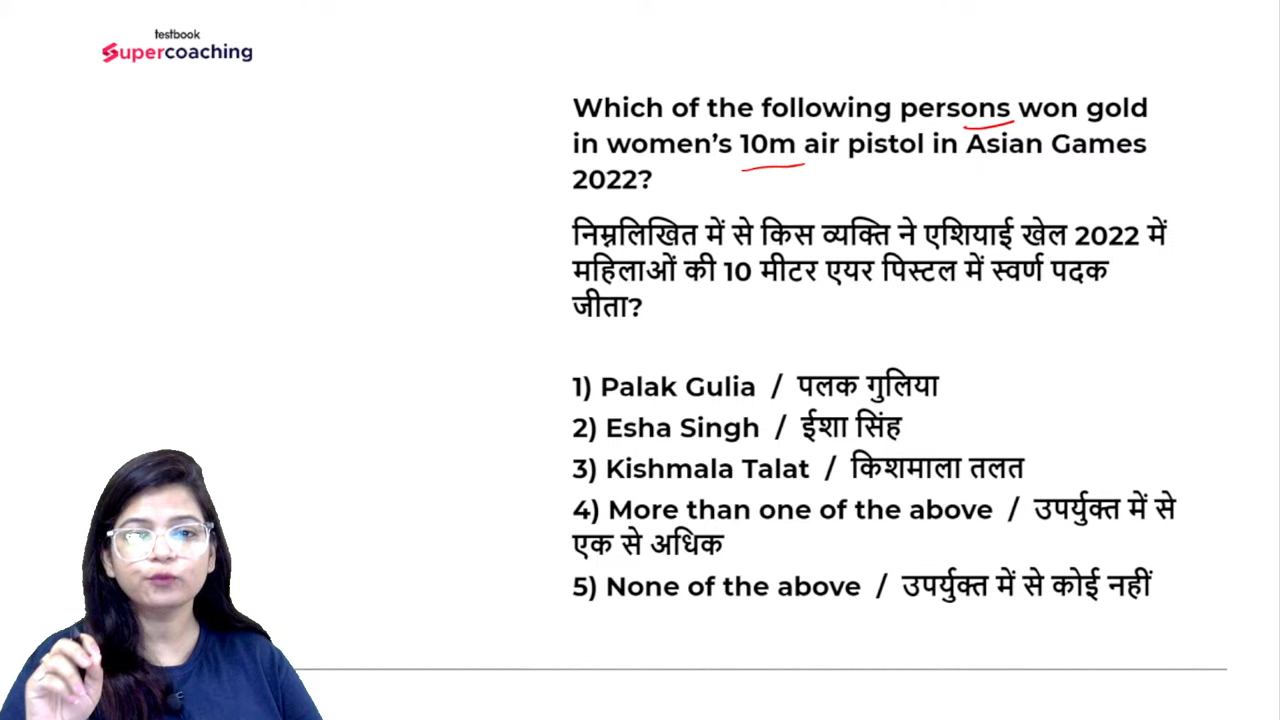 testbook
Supercoaching
Which of the following persons won gold
in women's 10m air pistol in Asian Games
2022?
निम्नलिखित में से किस व्यक्ति ने एशियाई खेल 2022 में
महिलाओं की 10 मीटर एयर पिस्टल में स्वर्ण पदक
जीता?
1) Palak Gulia / पलक गुलिया
2) Esha Singh / ईशा सिंह
3) Kishmala Talat / किशमाला तलत
4) More than one of the above / उपर्युक्त में से
एक से अधिक
5) None of the above / उपर्युक्त में से कोई नहीं